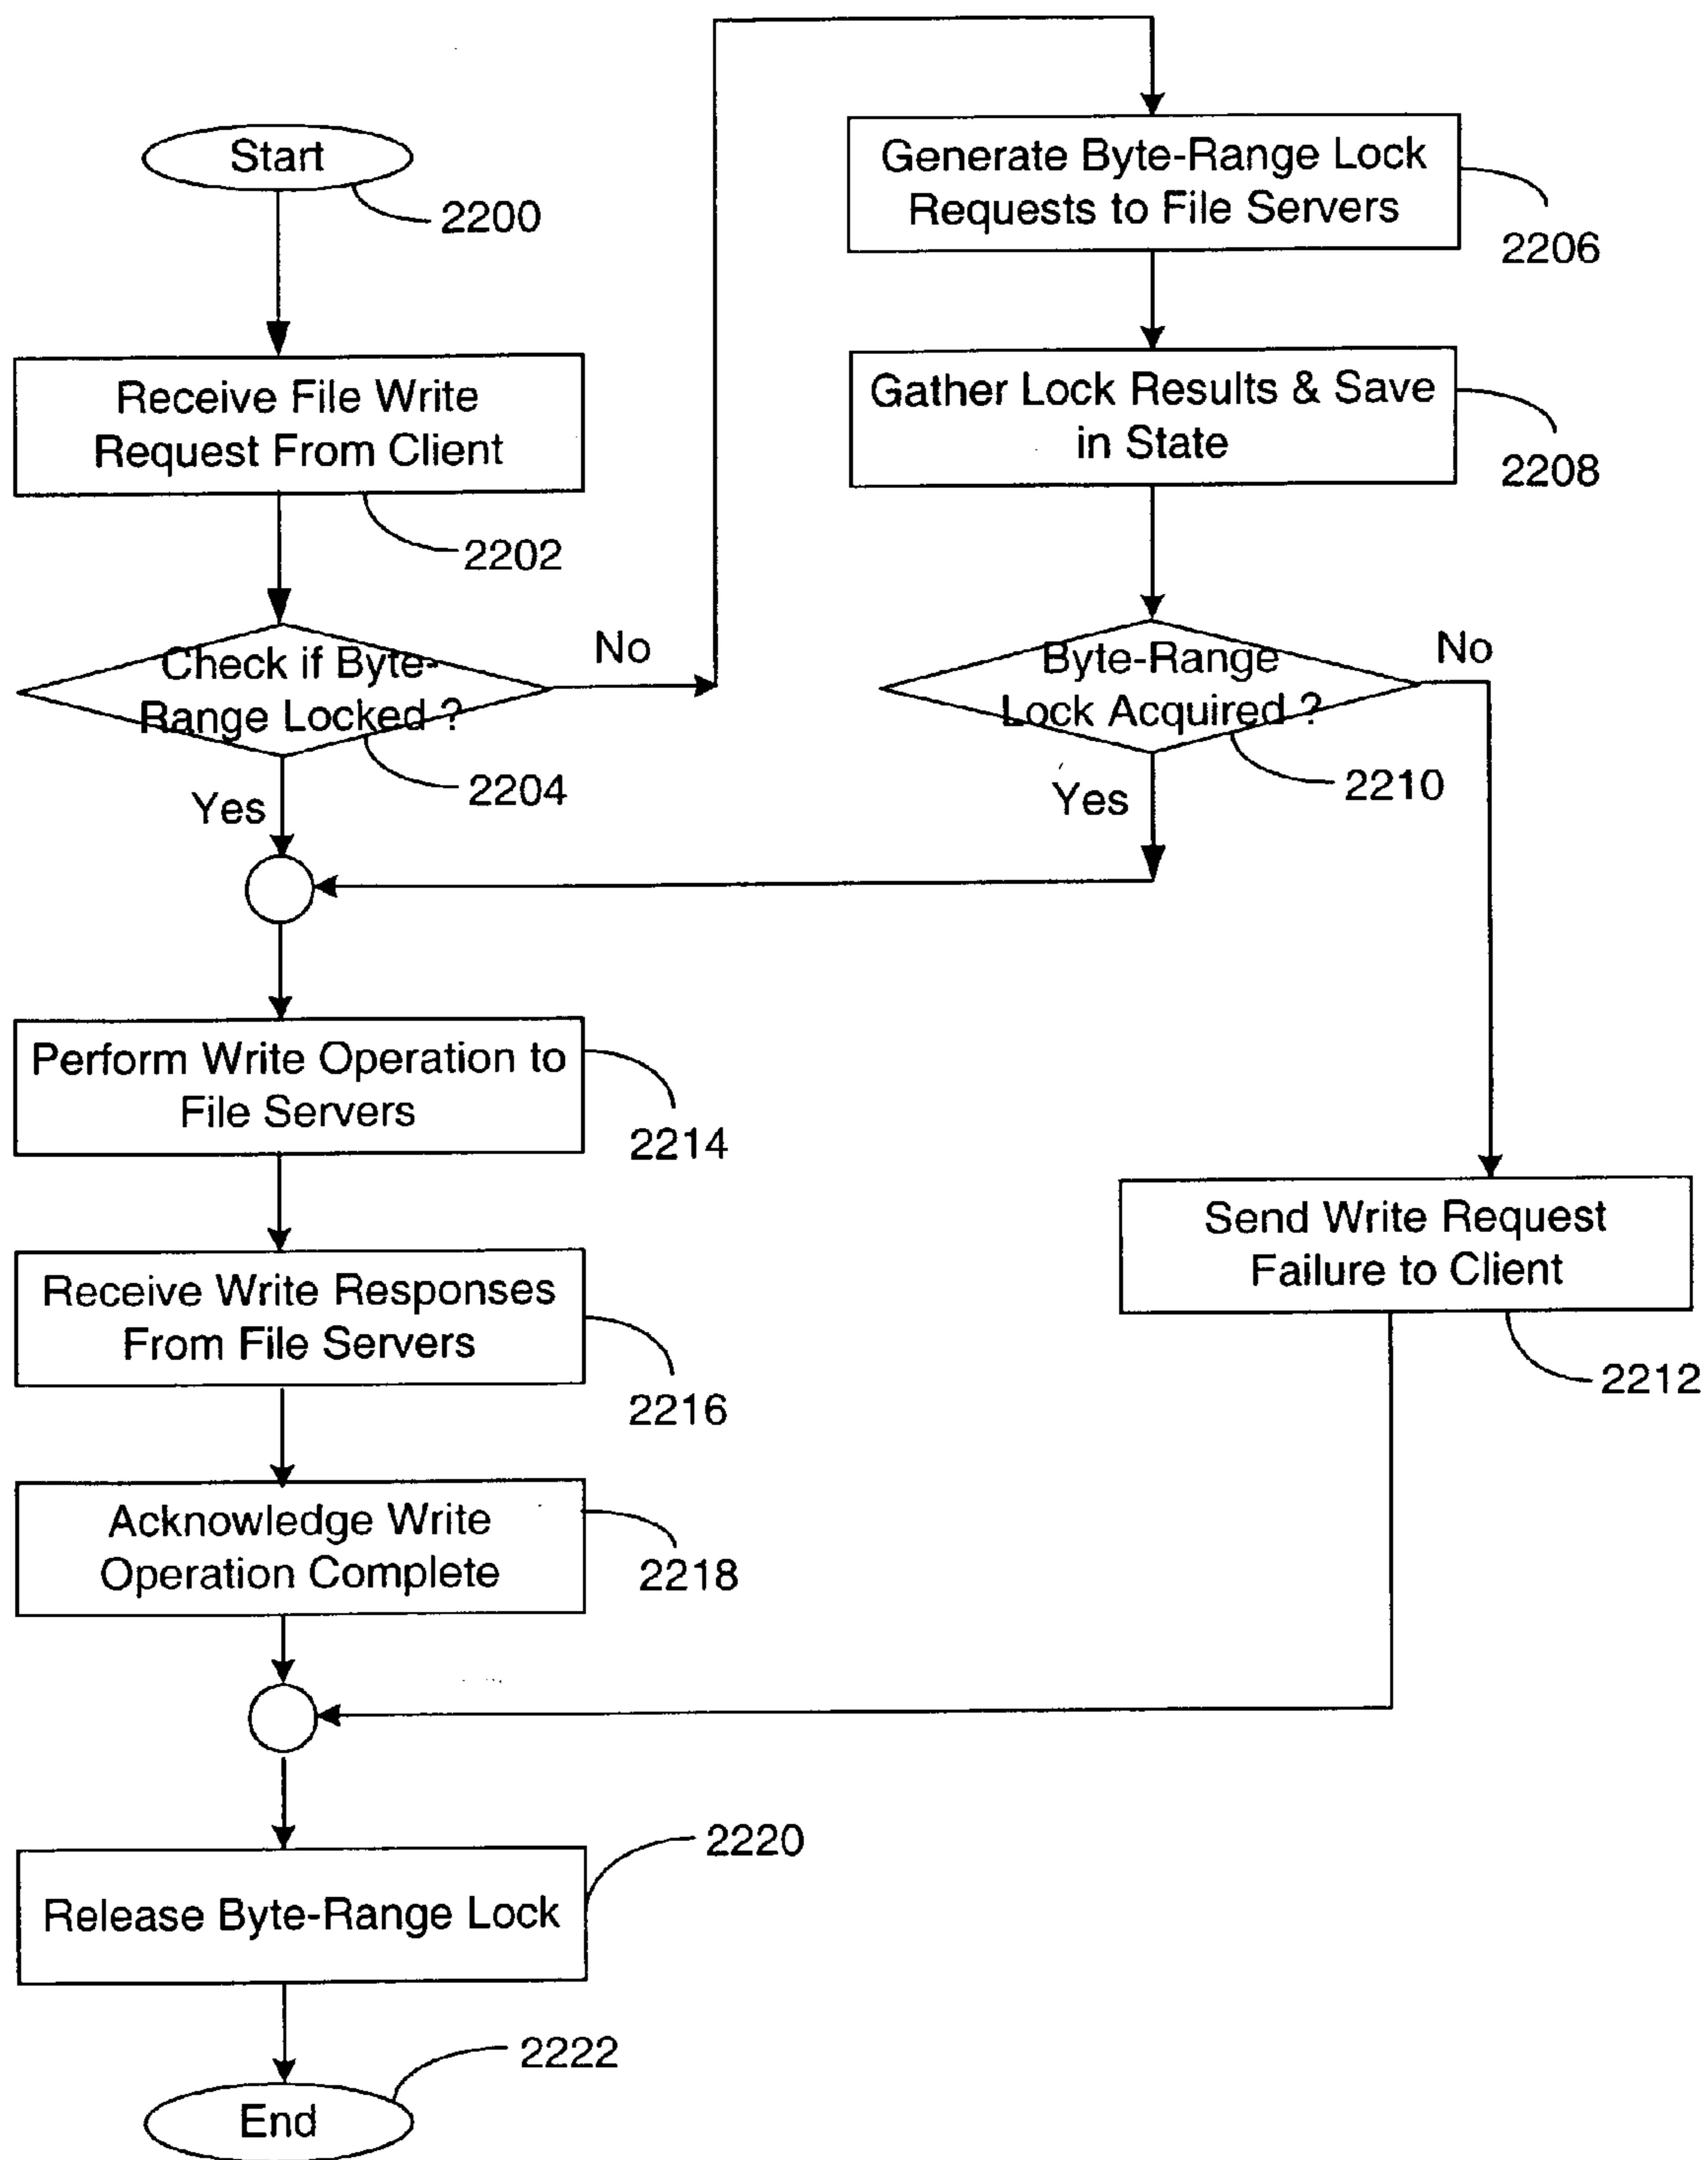 Start
2200
Receive File Write
Request From Client
2202
Check if Byte-
Range Locked ?
No
2204
Yes
Generate Byte-Range Lock
Requests to File Servers
2206
Gather Lock Results & Save
in State
2208
Byte-Range
Lock Acquired ?
No
2210
Yes
Send Write Request
Failure to Client
2212
Perform Write Operation to
File Servers
2214
Receive Write Responses
From File Servers
2216
Acknowledge Write
Operation Complete
2218
Release Byte-Range Lock
2220
End
2222